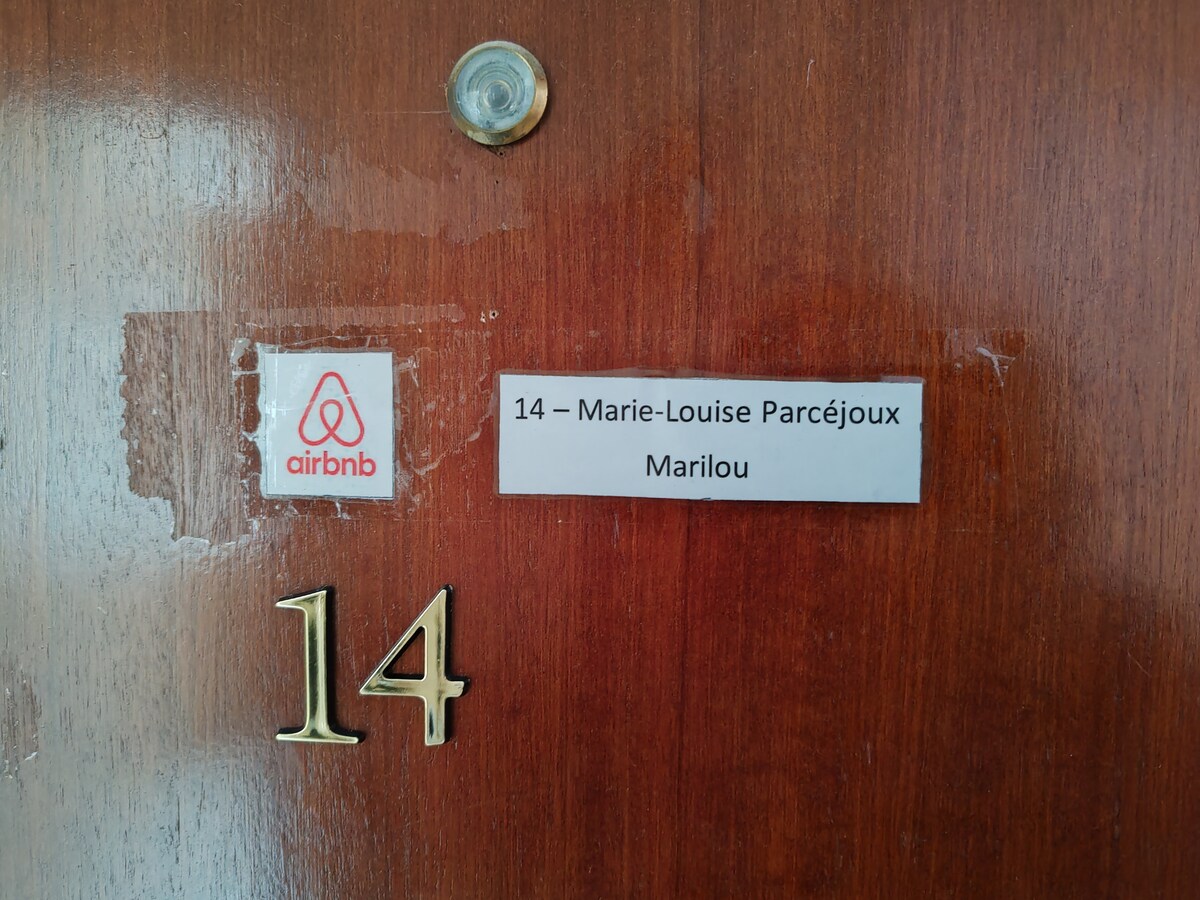 airbnb
14 – Marie-Louise Parcéjoux
Marilou
14